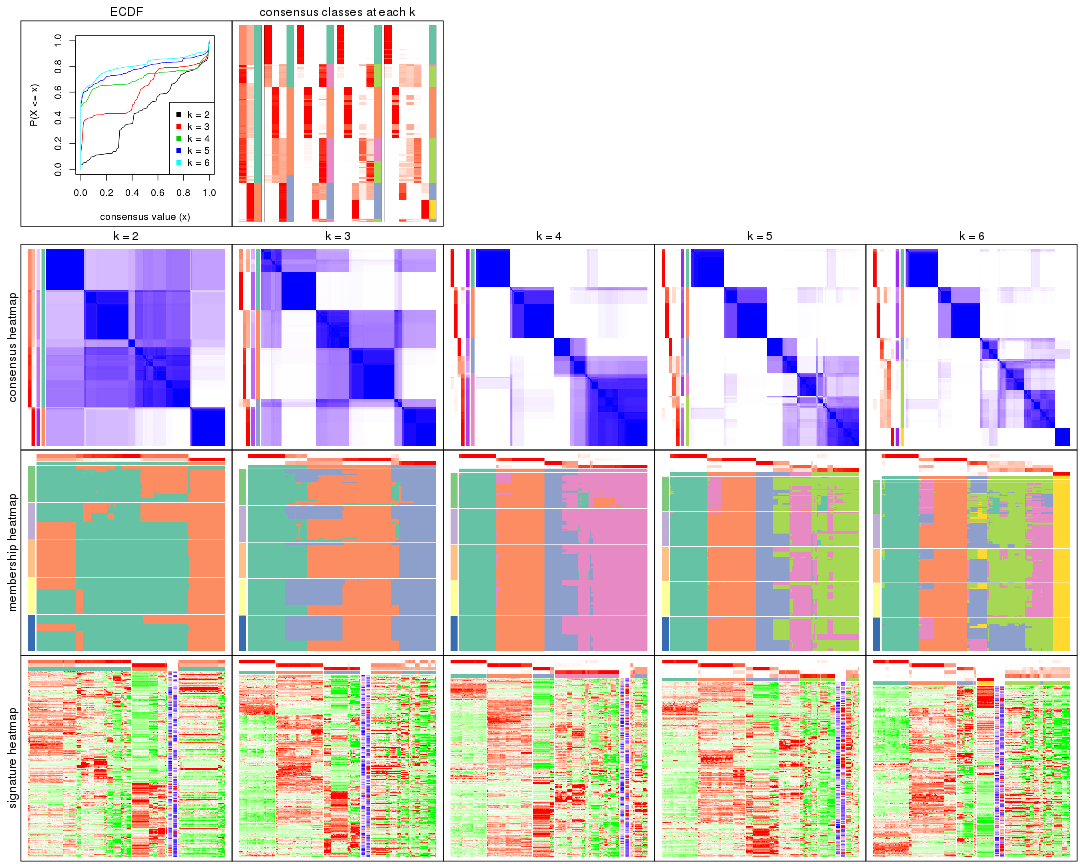 ECDF
consensus classes at each k
P(X <= x)
0.0 0.2 0.4 0.6 0.8 1.0
k = 2
k = 3
k = 4
k = 5
k = 6
0.0 0.2 0.4 0.6 0.8 1.0
consensus value (x)
k = 2 k = 3 k = 4 k = 5 k = 6
consensus heatmap
membership heatmap
signature heatmap